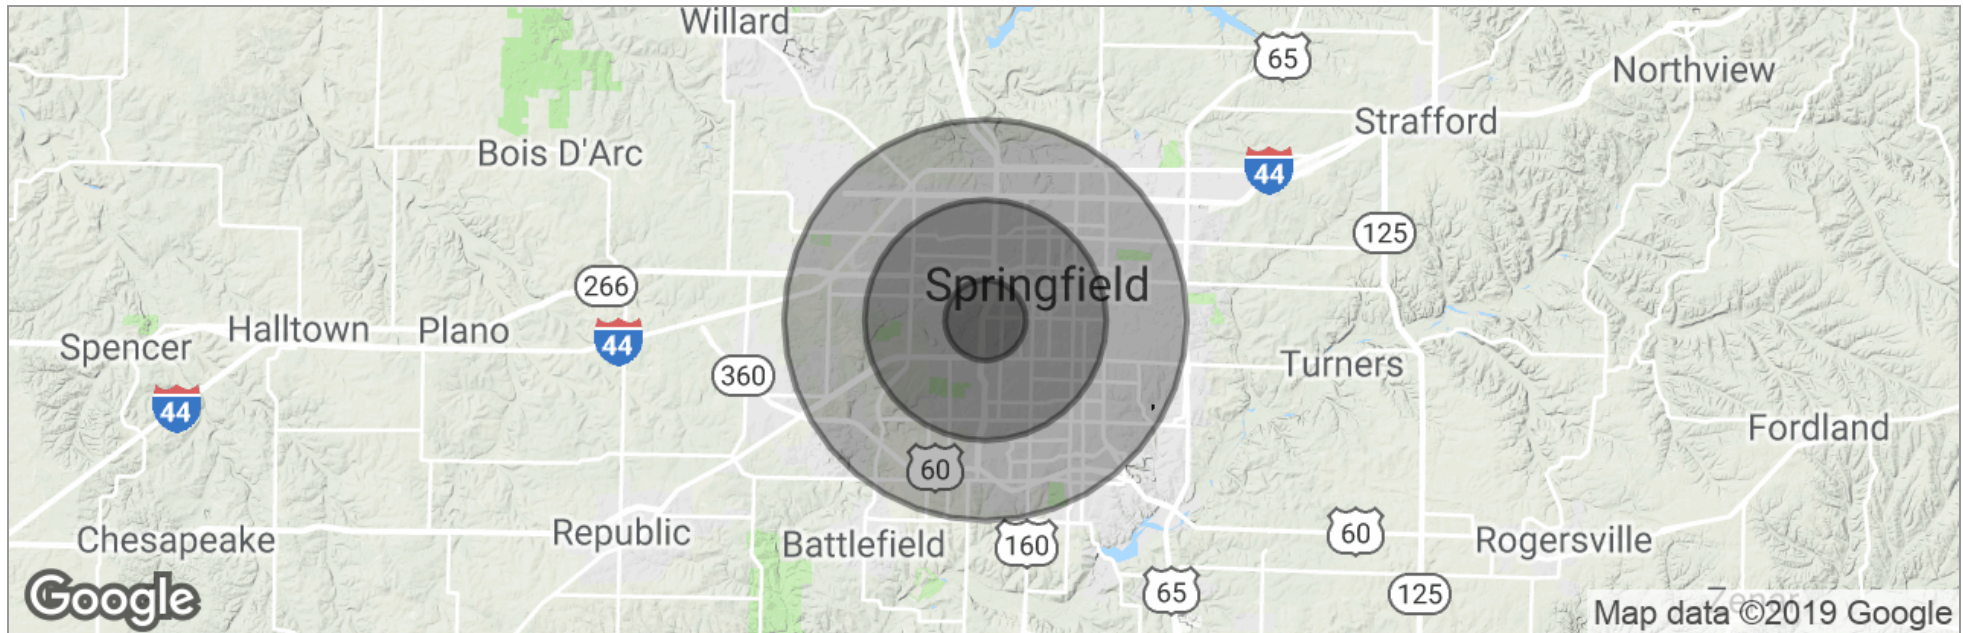 Willard
65
Northview
Strafford
Bois D'Arc
44
125
Springfield
266
Halltown
Plano
44
Spencer
360
Turners
44
Fordland
60
Chesapeake
Republic
Battlefield
160
60
Rogersville
65
125
Google
Map data ©2019 Google